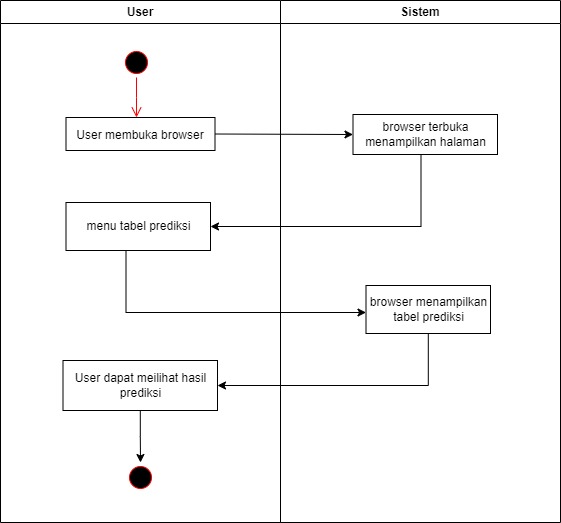 User
Sistem
User membuka browser
browser terbuka
menampilkan halaman
menu tabel prediksi
browser menampilkan
tabel prediksi
User dapat meilihat hasil
prediksi